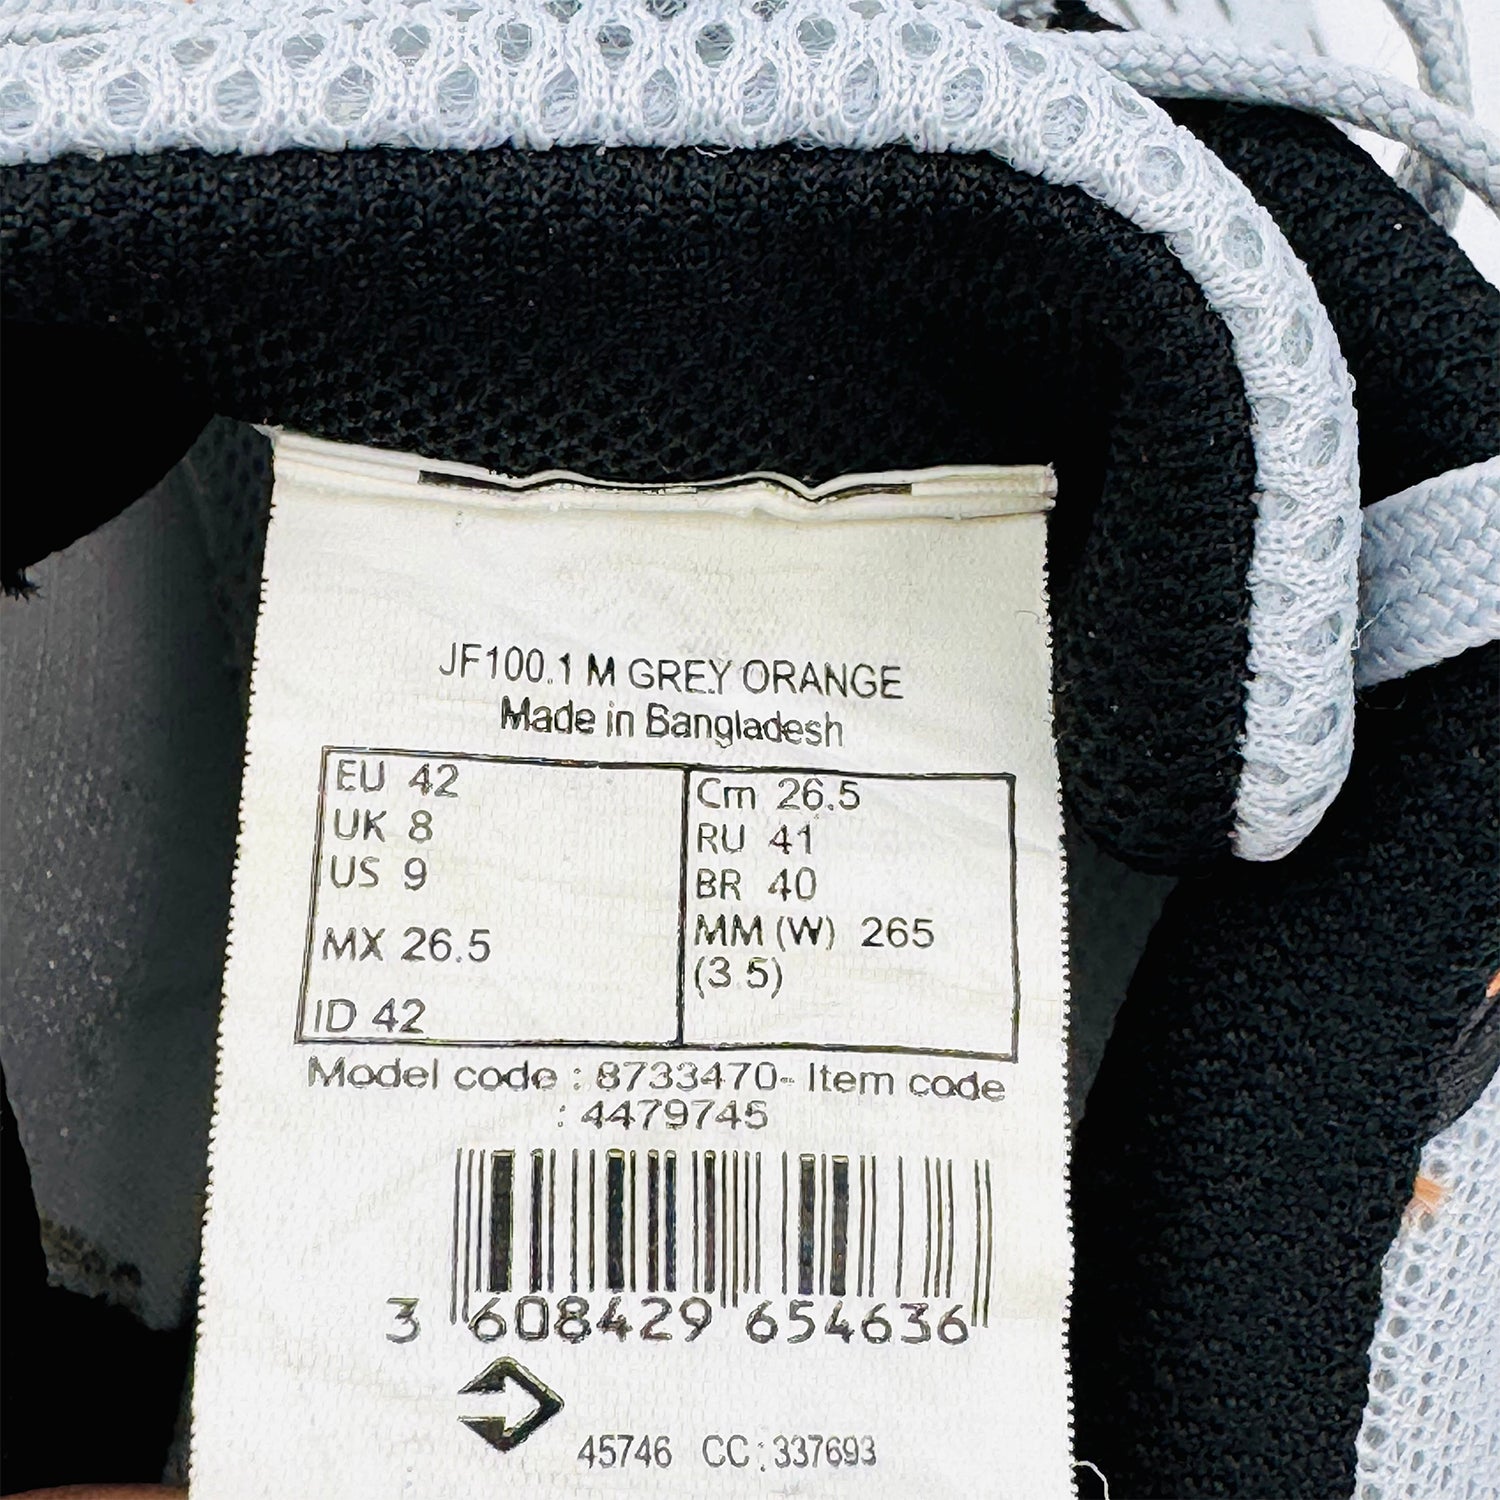 JF100.1 M GREY ORANGE
Made in Bangladesh
EU 42
UK 8
US 9
MX 26.5
ID 42
Cm 26.5
RU 41
BR 40
MM (W) 265
(3.5)
Model code : 8733470- Item code
: 4479745
3 608429 654636
45746 CC : 337693